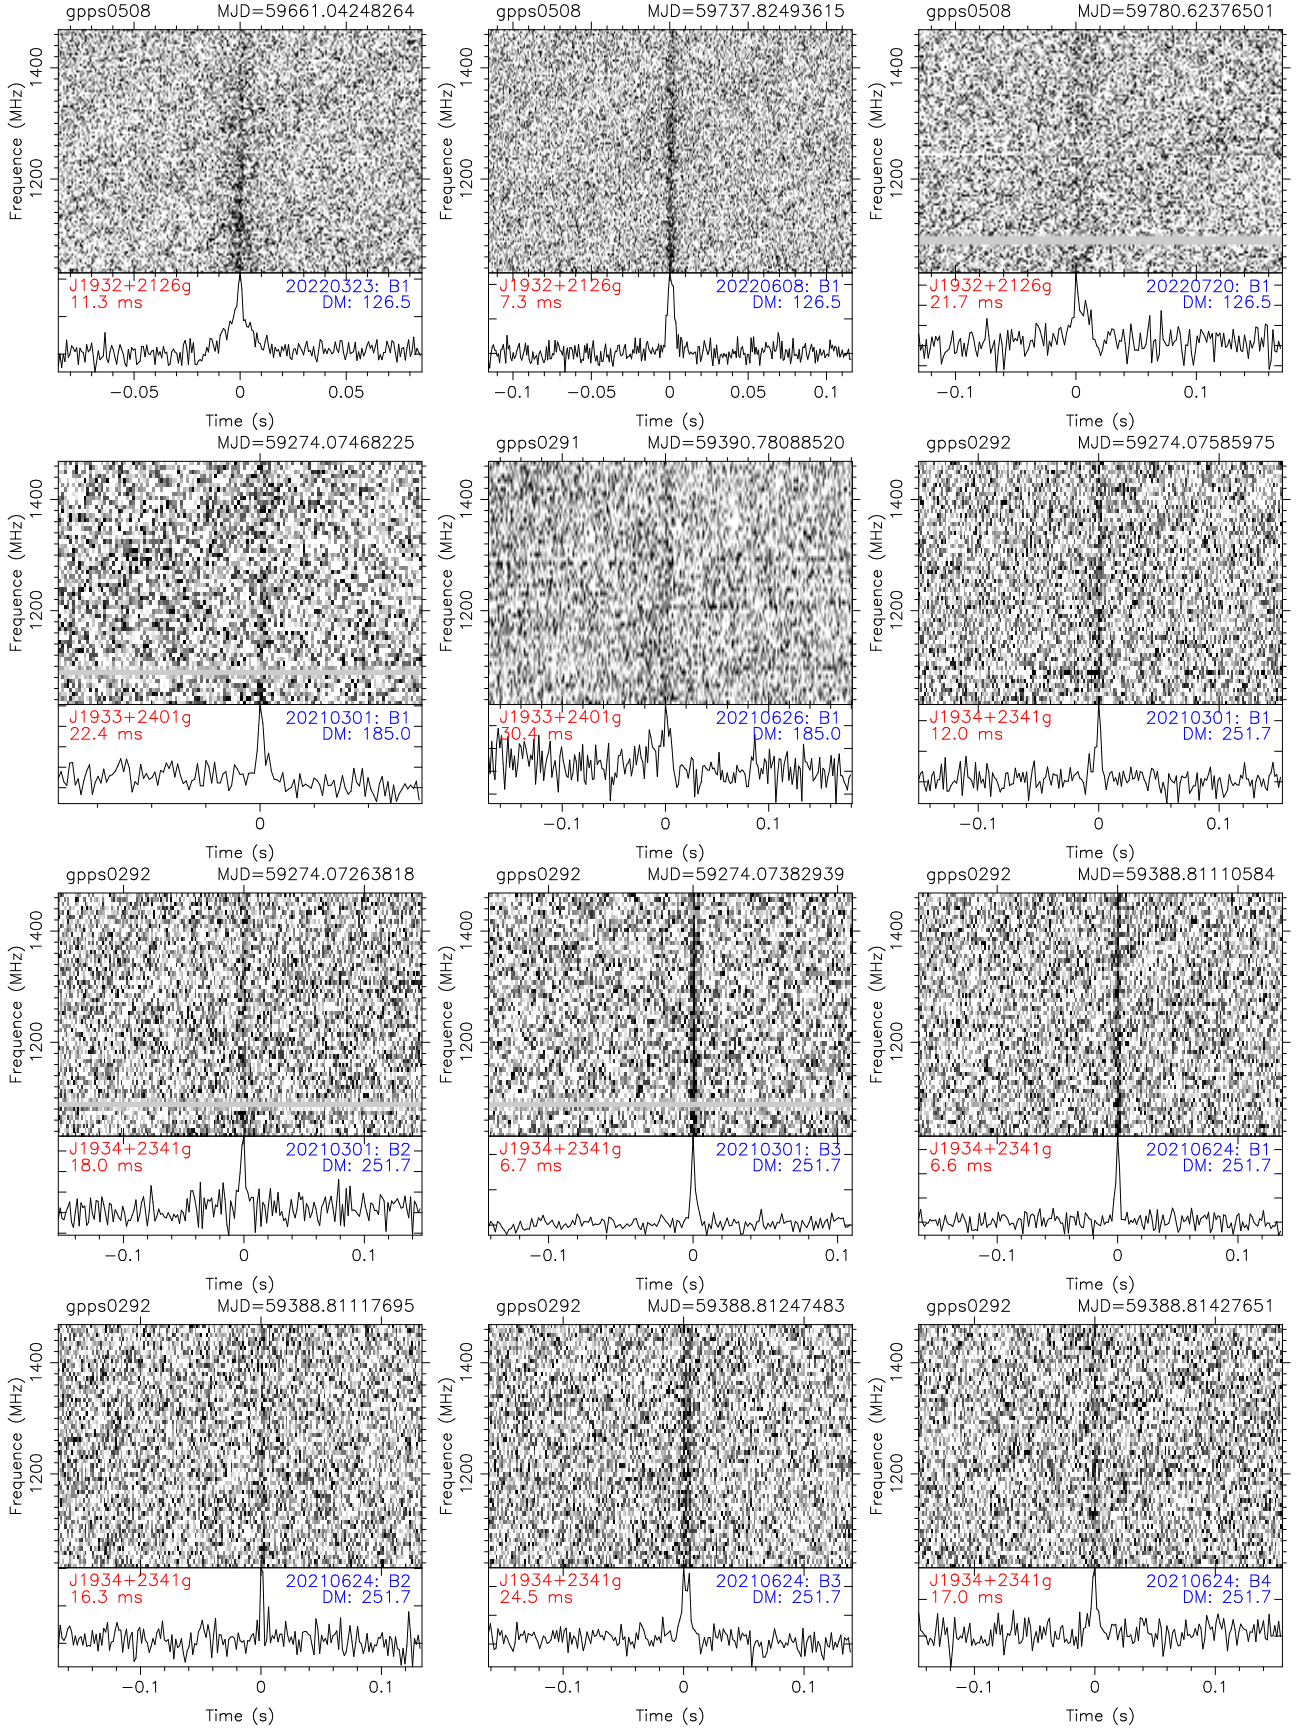 gpps0508 MJD=59661.04248264
Frequence (MHz)
1400
1200
J1932+2126g 20220323: B1
11.3 ms DM: 126.5
−0.05 0 0.05
Time (s)
gpps0508 MJD=59737.82493615
Frequence (MHz)
1400
1200
J1932+2126g 20220608: B1
7.3 ms DM: 126.5
−0.1 −0.05 0 0.05 0.1
Time (s)
gpps0508 MJD=59780.62376501
Frequence (MHz)
1400
1200
J1932+2126g 20220720: B1
21.7 ms DM: 126.5
−0.1 0 0.1
Time (s)
MJD=59274.07468225
Frequence (MHz)
1400
1200
J1933+2401g 20210301: B1
22.4 ms DM: 185.0
0
Time (s)
gpps0291 MJD=59390.78088520
Frequence (MHz)
1400
1200
J1933+2401g 20210626: B1
30.4 ms DM: 185.0
−0.1 0 0.1
Time (s)
gpps0292 MJD=59274.07585975
Frequence (MHz)
1400
1200
J1934+2341g 20210301: B1
12.0 ms DM: 251.7
−0.1 0 0.1
Time (s)
gpps0292 MJD=59274.07263818
Frequence (MHz)
1400
1200
J1934+2341g 20210301: B2
18.0 ms DM: 251.7
−0.1 0 0.1
Time (s)
gpps0292 MJD=59274.07382939
Frequence (MHz)
1400
1200
J1934+2341g 20210301: B3
6.7 ms DM: 251.7
−0.1 0 0.1
Time (s)
gpps0292 MJD=59388.81110584
Frequence (MHz)
1400
1200
J1934+2341g 20210624: B1
6.6 ms DM: 251.7
−0.1 0 0.1
Time (s)
gpps0292 MJD=59388.81117695
Frequence (MHz)
1400
1200
J1934+2341g 20210624: B2
16.3 ms DM: 251.7
−0.1 0 0.1
Time (s)
gpps0292 MJD=59388.81247483
Frequence (MHz)
1400
1200
J1934+2341g 20210624: B3
24.5 ms DM: 251.7
−0.1 0 0.1
Time (s)
gpps0292 MJD=59388.81427651
Frequence (MHz)
1400
1200
J1934+2341g 20210624: B4
17.0 ms DM: 251.7
−0.1 0 0.1
Time (s)